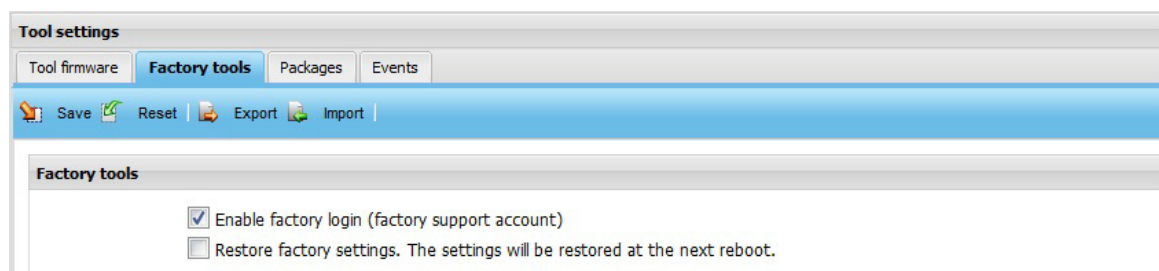 Tool settings
Tool firmware Factory tools Packages Events
Save Reset Export Import
Factory tools
Enable factory login (factory support account)
Restore factory settings. The settings will be restored at the next reboot.